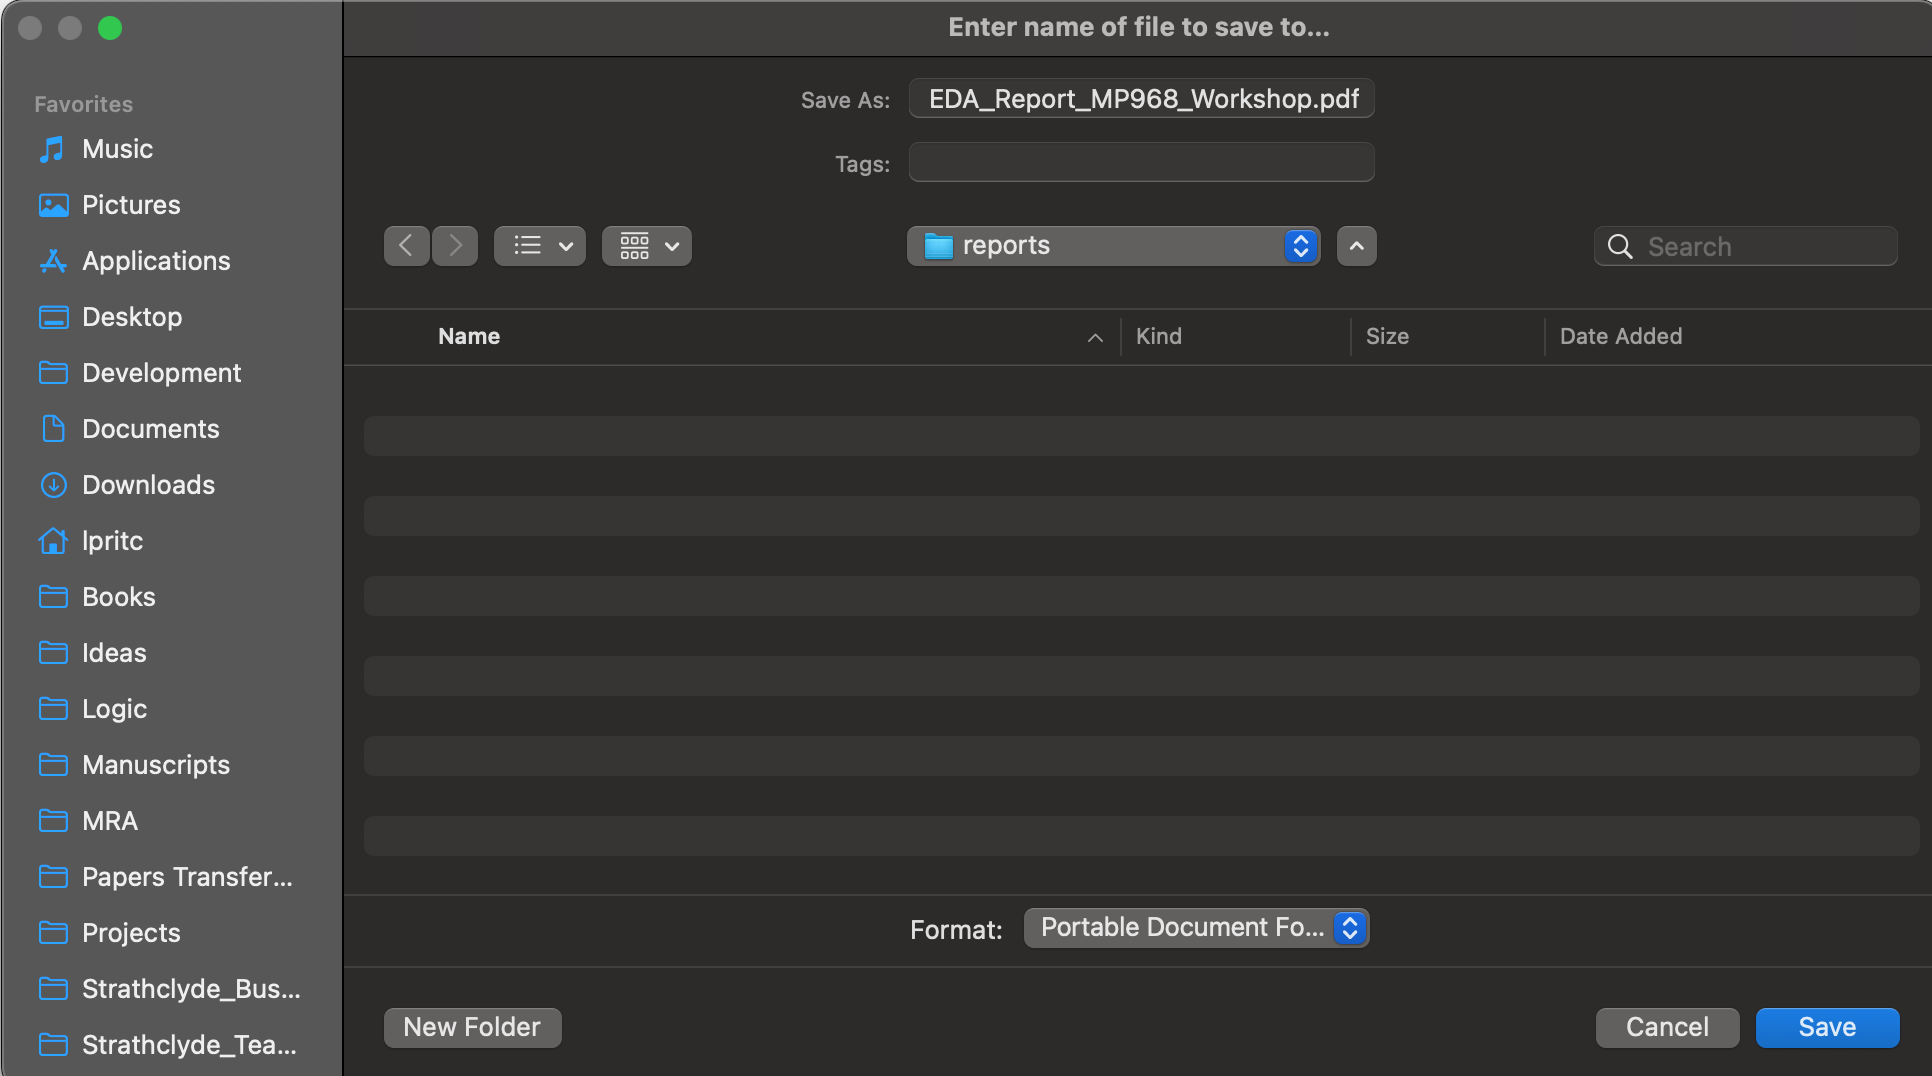 Enter name of file to save to...
Favorites
Music
Pictures
Applications
Desktop
Development
Documents
Downloads
lpritc
Books
Ideas
Logic
Manuscripts
MRA
Papers Transfer...
Projects
Strathclyde_Bus...
Strathclyde_Tea...
Save As: EDA_Report_MP968_Workshop.pdf
Tags:
reports
Search
Name Kind Size Date Added
Format: Portable Document Fo...
New Folder Cancel Save